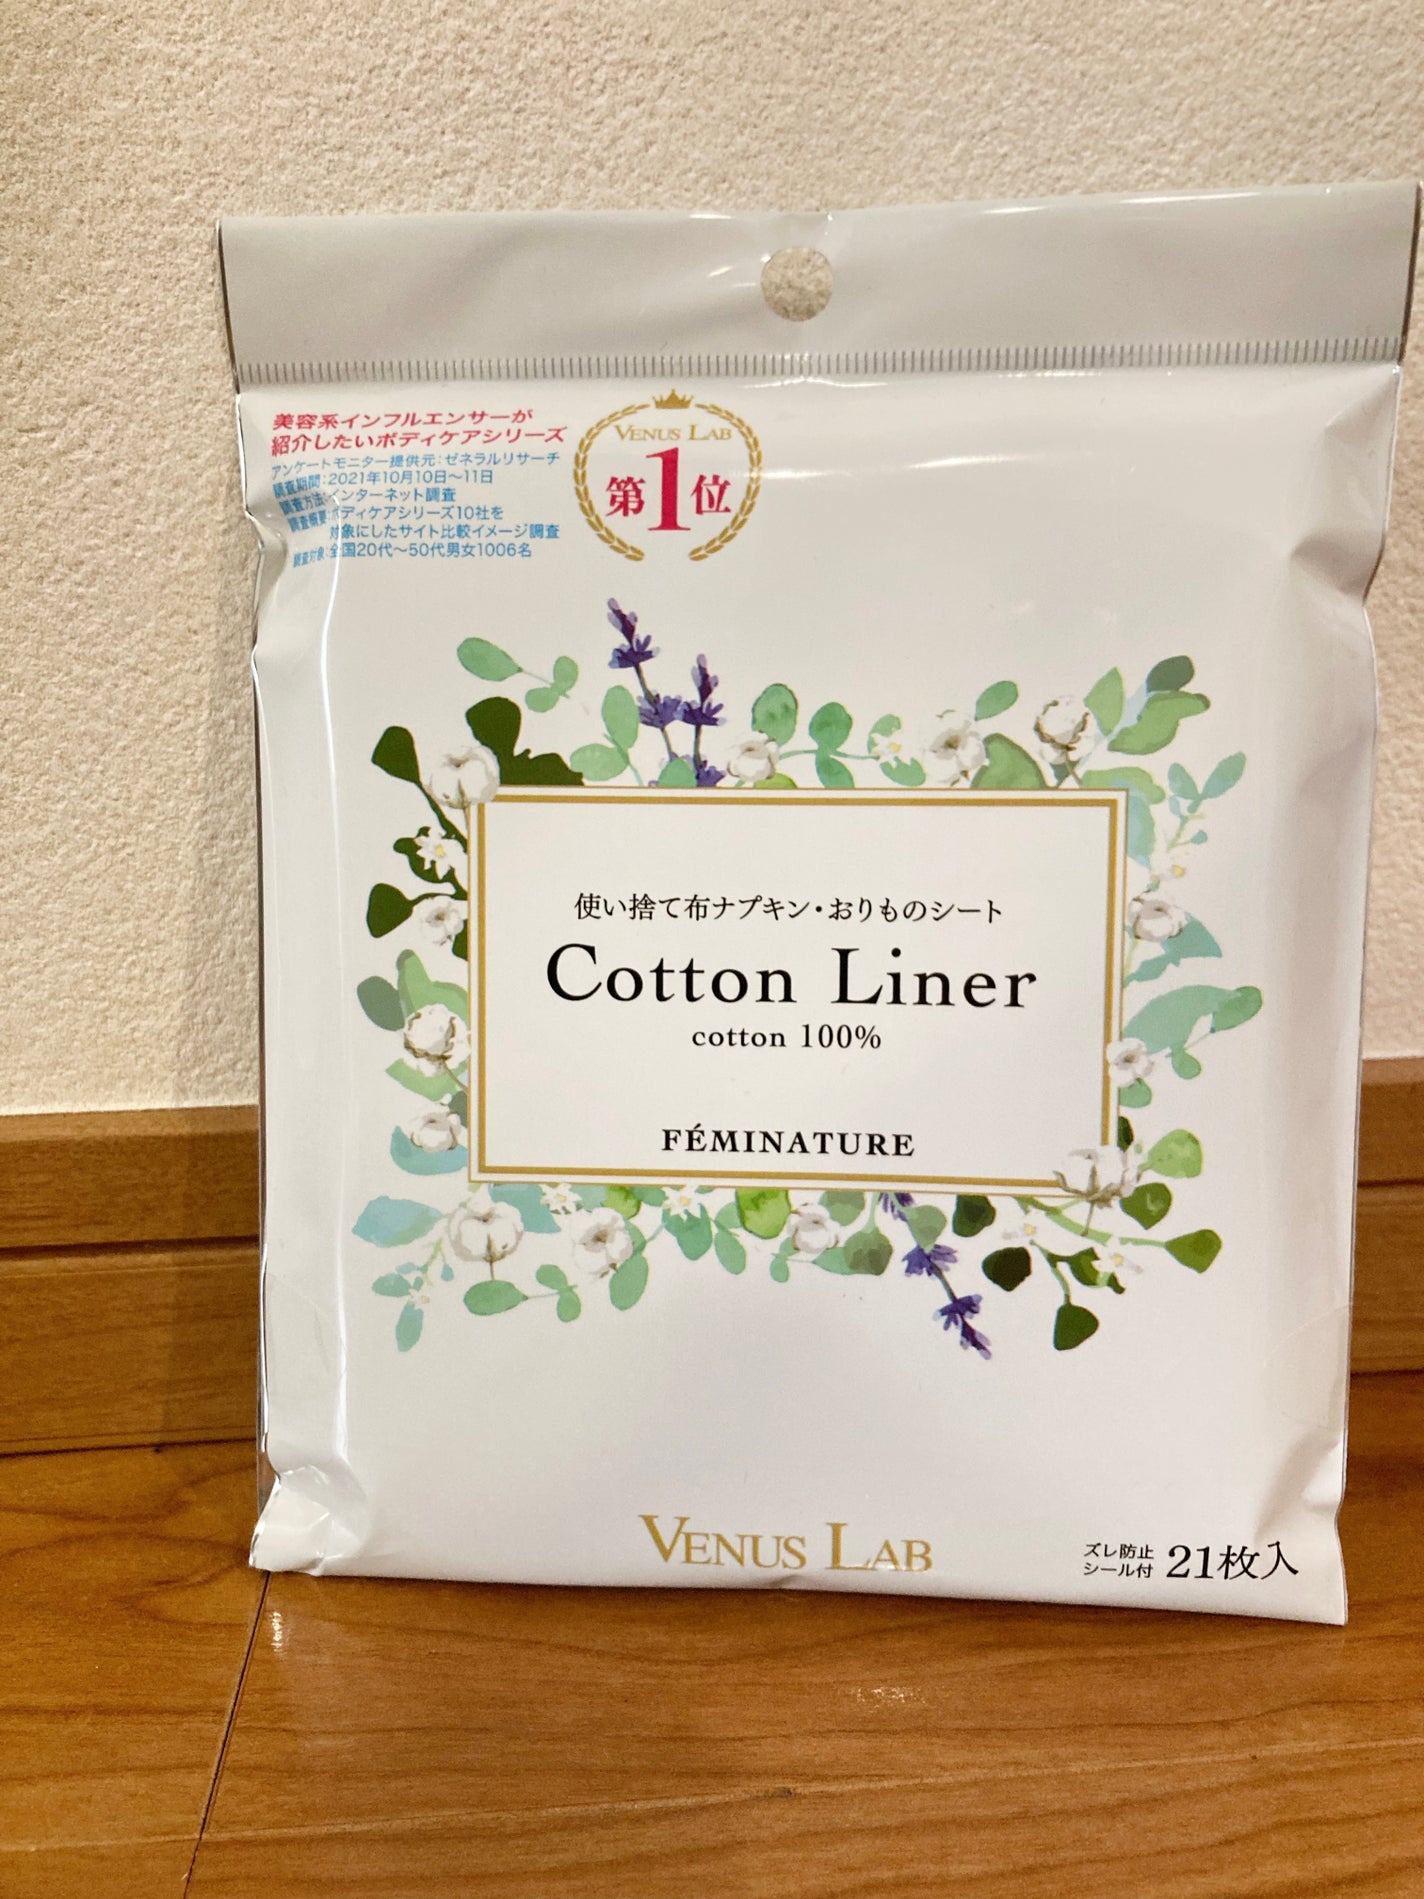 美容系インフルエンサーが
紹介したいボディケアシリーズ
アンケートモニター提供元:ゼネラルリサーチ
調査期間:2021年10月10日～11日
調査方法:インターネット調査
調査概要:ボディケアシリーズ10社を
対象にしたサイト比較イメージ調査
調査対象:全国20代～50代男女1006名
VENUS LAB
第1位
使い捨て布ナプキン・おりものシート
Cotton Liner
cotton 100%
FÉMINATURE
VENUS LAB
ズレ防止
シール付
21枚入